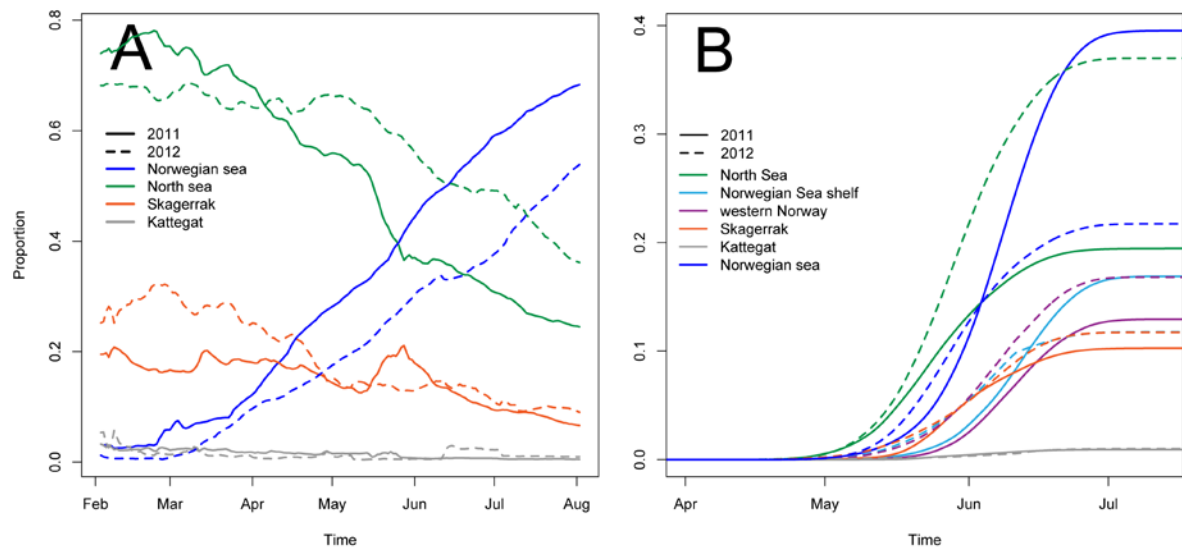 A
0.8
0.6
0.4
0.2
0.0
Proportion
2011
2012
Norwegian sea
North sea
Skagerrak
Kattegat
Feb Mar Apr May Jun Jul Aug
Time
B
0.4
0.3
0.2
0.1
0.0
2011
2012
North Sea
Norwegian Sea shelf
western Norway
Skagerrak
Kattegat
Norwegian sea
Apr May Jun Jul
Time